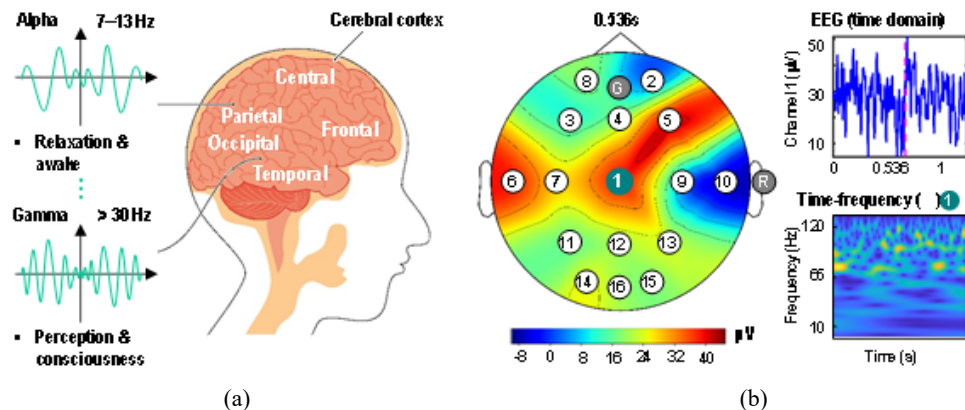 Alpha 7–13 Hz
▪ Relaxation &
awake
Gamma > 30 Hz
▪ Perception &
consciousness
Cerebral cortex
Central
Parietal
Occipital
Frontal
Temporal
(a)
0.536s
8 2
G
3 4 5
6 7 1 9 10 R
11 12 13
14 16 15
-8 0 8 16 24 32 40 μV
EEG (time domain)
Channel 1 ( μV)
50
30
10
0 0.536 1
Time-frequency ( ) 1
Frequency (Hz)
120
66
10
Time (s)
(b)